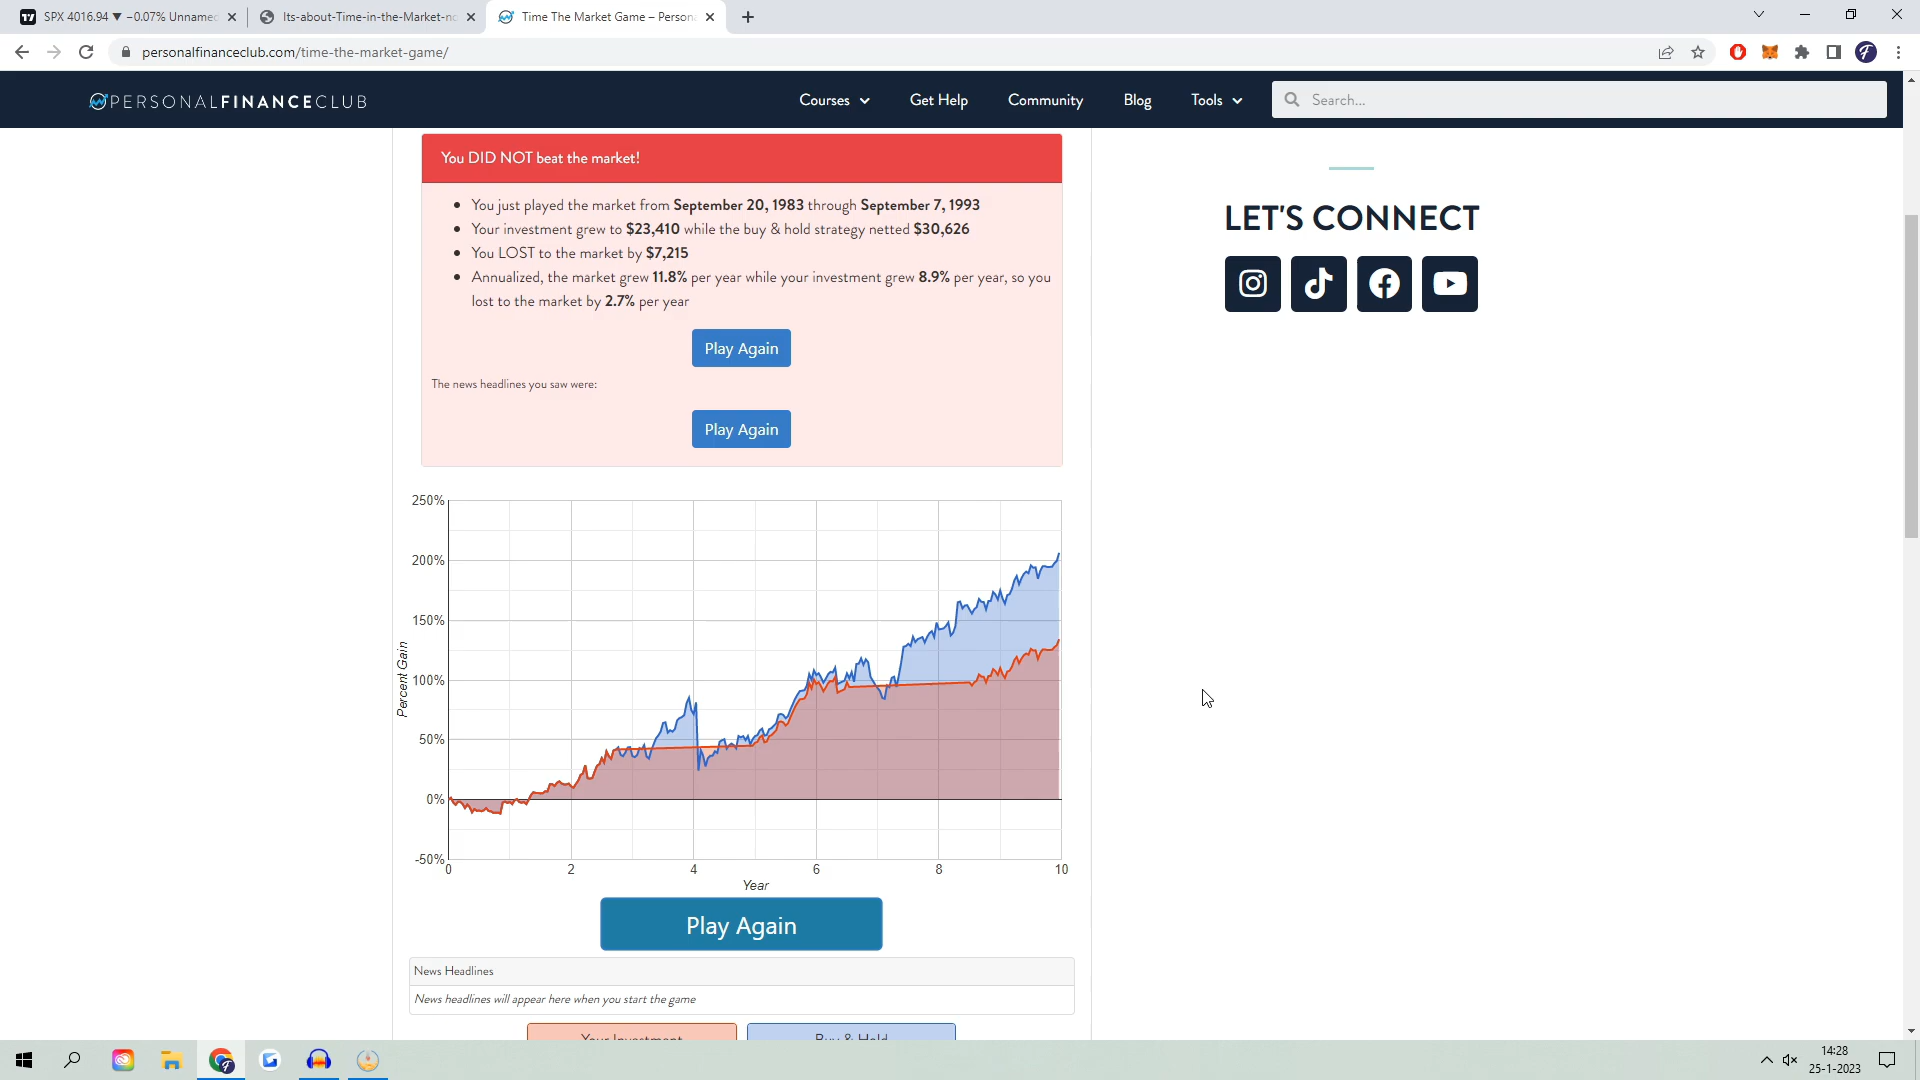 SPX 4016.94 ▼ −0.07% Unname
Its-about-Time-in-the-Market-no
Time The Market Game – Person
personalfinanceclub.com/time-the-market-game/
PERSONALFINANCECLUB
Courses
Get Help
Community
Blog
Tools
Search...
You DID NOT beat the market!
You just played the market from September 20, 1983 through September 7, 1993
Your investment grew to $23,410 while the buy & hold strategy netted $30,626
You LOST to the market by $7,215
Annualized, the market grew 11.8% per year while your investment grew 8.9% per year, so you
lost to the market by 2.7% per year
Play Again
The news headlines you saw were:
Play Again
LET'S CONNECT
250%
200%
150%
100%
50%
0%
-50%
Percent Gain
0 2 4 6 8 10
Year
Play Again
News Headlines
News headlines will appear here when you start the game
Your Investment
Buy & Hold
14:28
25-1-2023